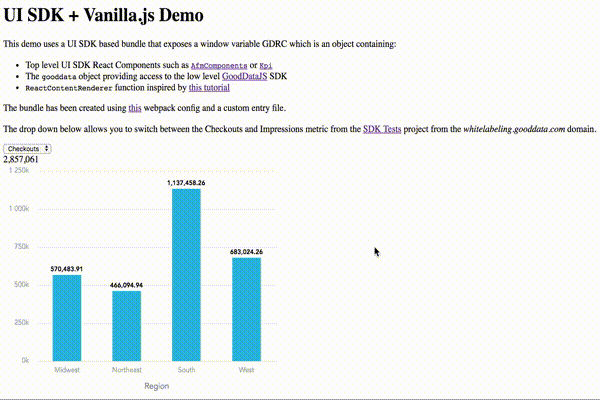 UI SDK + Vanilla.js Demo
This demo uses a UI SDK based bundle that exposes a window variable GDRC which is an object containing:
Top level UI SDK React Components such as AfmComponents or Kpi
The gooddata object providing access to the low level GoodDataJS SDK
ReactContentRenderer function inspired by this tutorial
The bundle has been created using this webpack config and a custom entry file.
The drop down below allows you to switch between the Checkouts and Impressions metric from the SDK Tests project from the whitelabeling.gooddata.com domain.
Checkouts
2,857,061
1 250k
1,137,458.26
1 000k
750k
683,024.26
570,483.91
500k
466,094.94
250k
0k
Midwest Northeast South West
Region